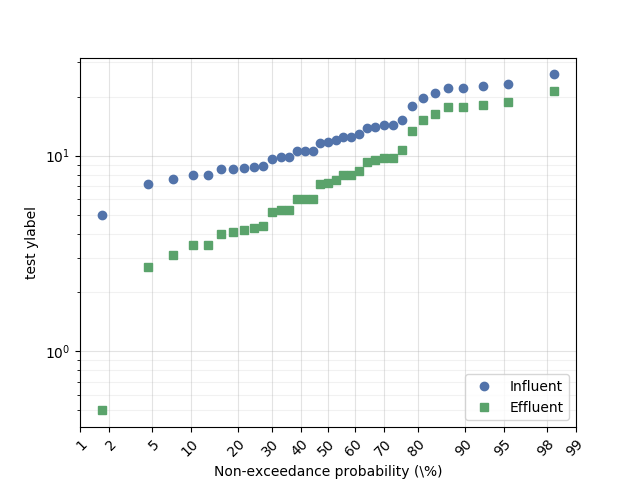 test ylabel
10¹
10⁰
Influent
Effluent
1 2 5 10 20 30 40 50 60 70 80 90 95 98 99
Non-exceedance probability (\%)